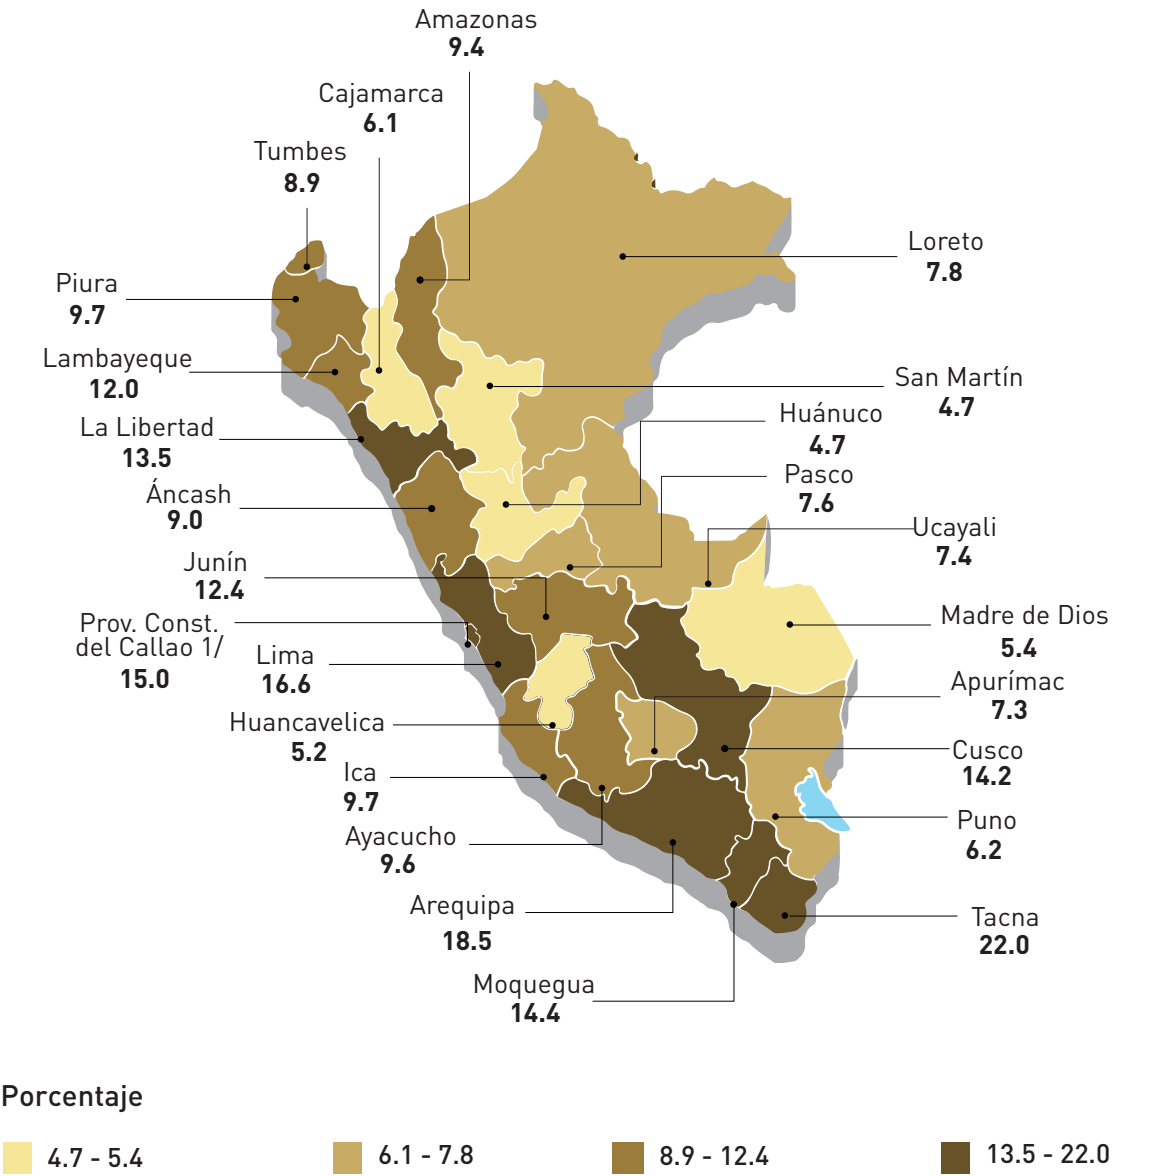 Amazonas
9.4
Cajamarca
6.1
Tumbes
8.9
Loreto
7.8
Piura
9.7
Lambayeque
12.0
San Martín
4.7
Huánuco
4.7
La Libertad
13.5
Pasco
7.6
Áncash
9.0
Ucayali
7.4
Junín
12.4
Madre de Dios
5.4
Prov. Const.
del Callao 1/
15.0
Lima
16.6
Apurímac
7.3
Huancavelica
5.2
Cusco
14.2
Ica
9.7
Puno
6.2
Ayacucho
9.6
Arequipa
18.5
Tacna
22.0
Moquegua
14.4
Porcentaje
4.7 - 5.4
6.1 - 7.8
8.9 - 12.4
13.5 - 22.0